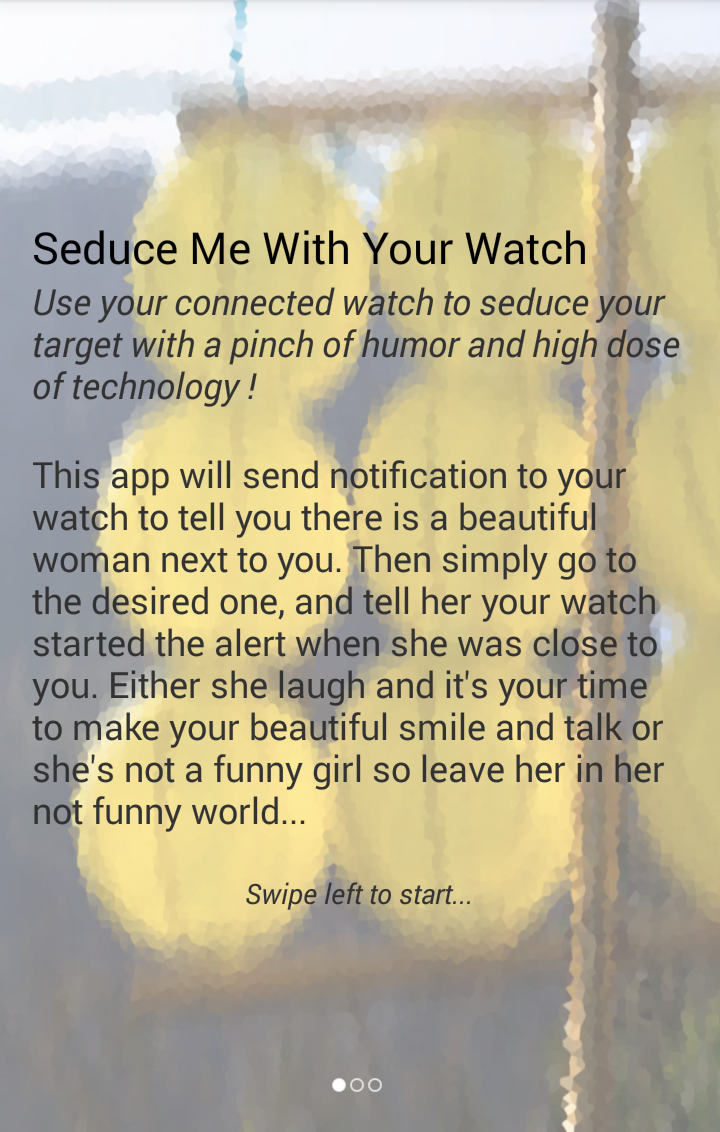 Seduce Me With Your Watch
Use your connected watch to seduce your
target with a pinch of humor and high dose
of technology !
This app will send notification to your
watch to tell you there is a beautiful
woman next to you. Then simply go to
the desired one, and tell her your watch
started the alert when she was close to
you. Either she laugh and it's your time
to make your beautiful smile and talk or
she's not a funny girl so leave her in her
not funny world...
Swipe left to start...